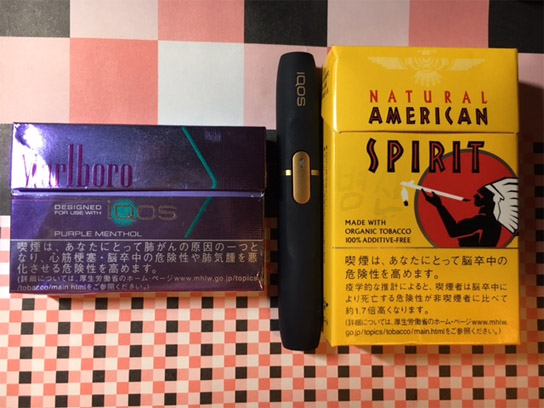 Marlboro
DESIGNED
FOR USE WITH
IQOS
PURPLE MENTHOL
喫煙は、あなたにとって肺がんの原因の一つと
なり、心筋梗塞・脳卒中の危険性や肺気腫を悪
化させる危険性を高めます。
(詳細については、厚生労働省のホーム・ページwww.mhlw.go.jp/topics
/tobacco/main.htmlをご参照ください。)
IQOS
NATURAL
AMERICAN
SPIRIT
MADE WITH
ORGANIC TOBACCO
100% ADDITIVE-FREE
喫煙は、あなたにとって脳卒中の
危険性を高めます。
疫学的な推計によると、喫煙者は脳卒中に
より死亡する危険性が非喫煙者に比べて
約1.7倍高くなります。
(詳細については、厚生労働省のホーム・ページwww.mhlw.
go.jp/topics/tobacco/main.htmlをご参照ください。)